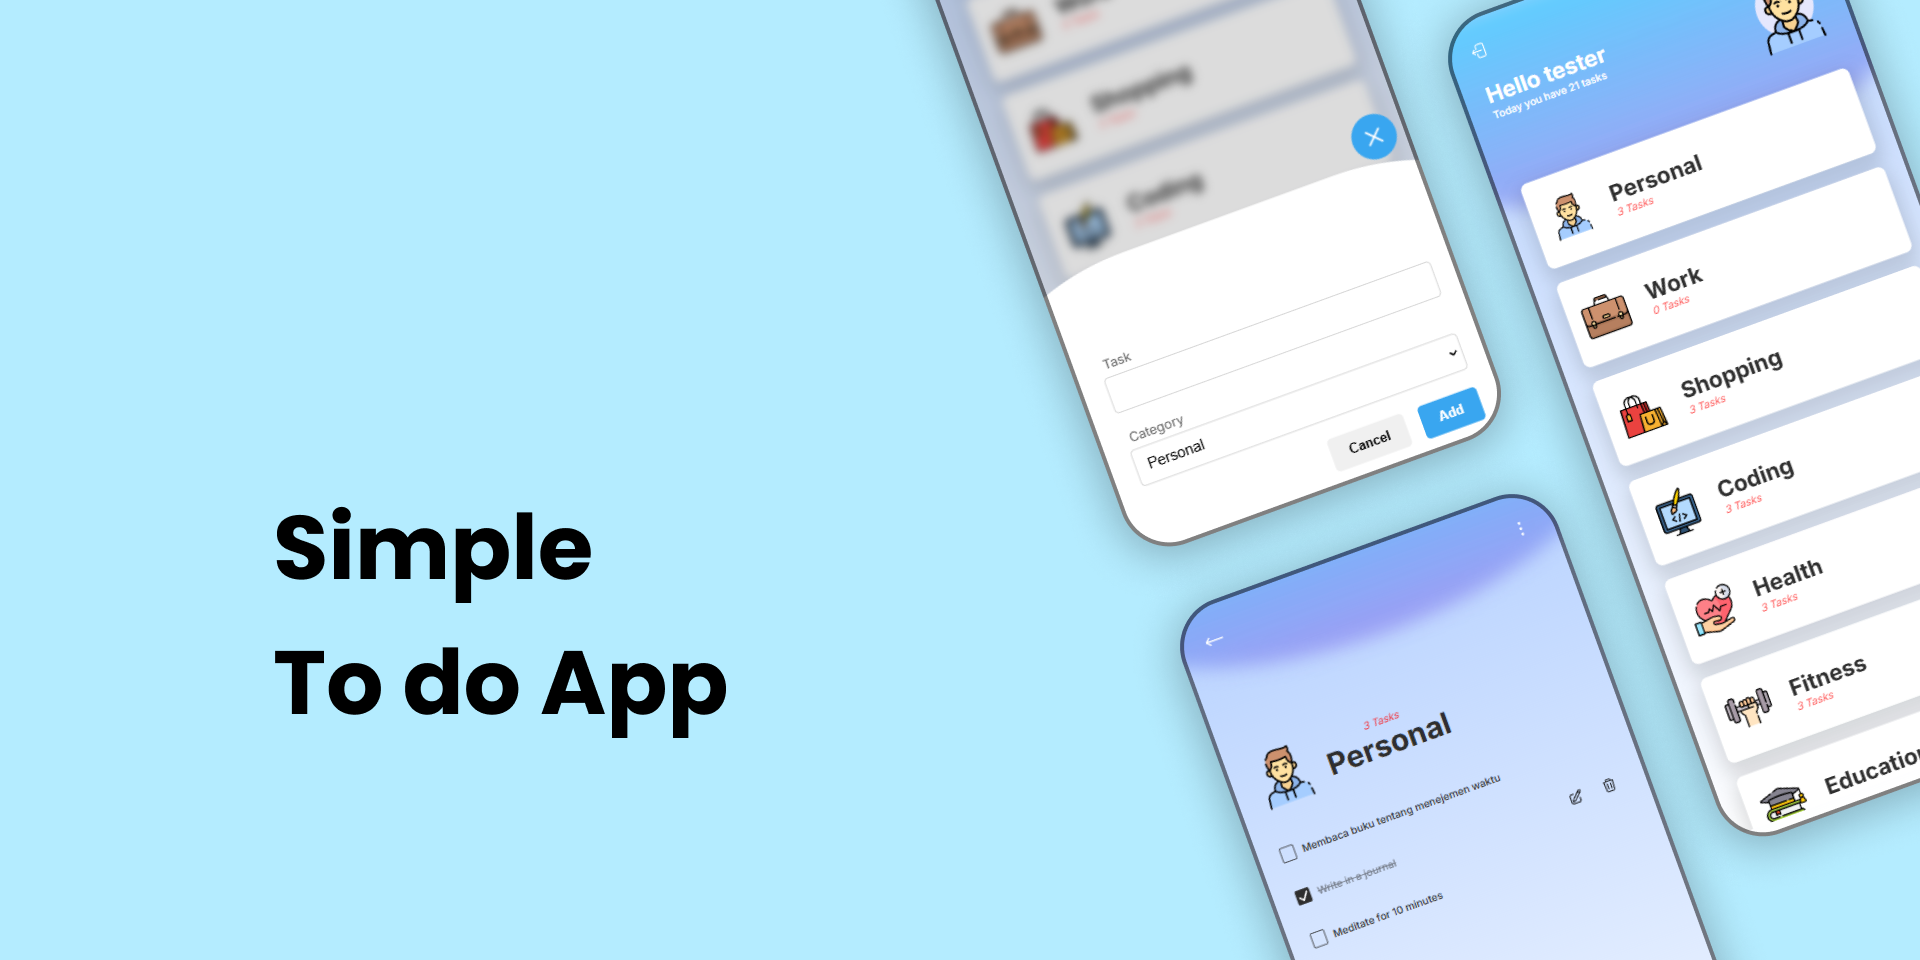 Simple
To do App
Shopping
Coding
Task
Category
Personal
Cancel
Add
Hello tester
Today you have 21 tasks
Personal
3 Tasks
Work
0 Tasks
Shopping
3 Tasks
Coding
3 Tasks
Health
3 Tasks
Fitness
3 Tasks
Education
3 Tasks
Personal
Membaca buku tentang menejemen waktu
Write in a journal
Meditate for 10 minutes